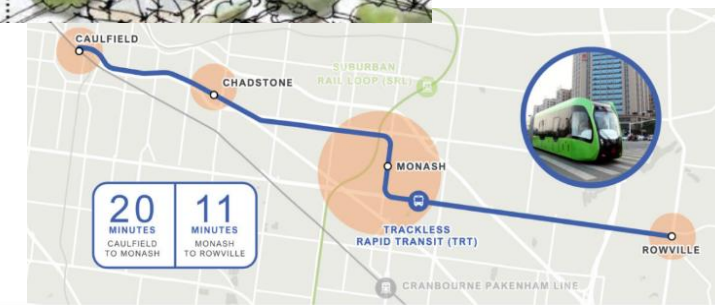 CAULFIELD
SUBURBAN
RAIL LOOP (SRL)
CHADSTONE
MONASH
20
MINUTES
CAULFIELD
TO MONASH
11
MINUTES
MONASH
TO ROWVILLE
TRACKLESS
RAPID TRANSIT (TRT)
ROWVILLE
CRANBOURNE PAKENHAM LINE